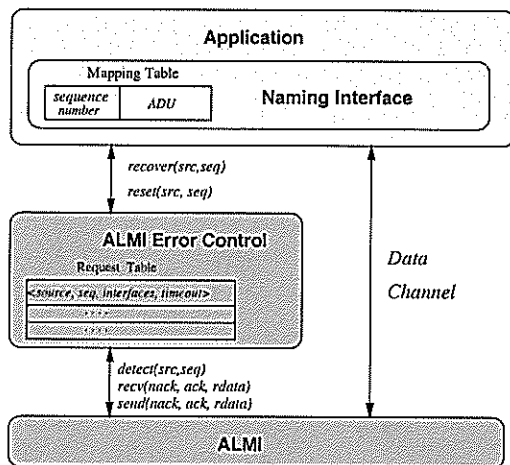 Application
Mapping Table
sequence number
ADU
Naming Interface
recover(src,seq)
reset(src, seq)
ALMI Error Control
Request Table
<source, seq, interfaces, timeout>
....
....
Data
Channel
detect(src,seq)
recv(nack, ack, rdata)
send(nack, ack, rdata)
ALMI